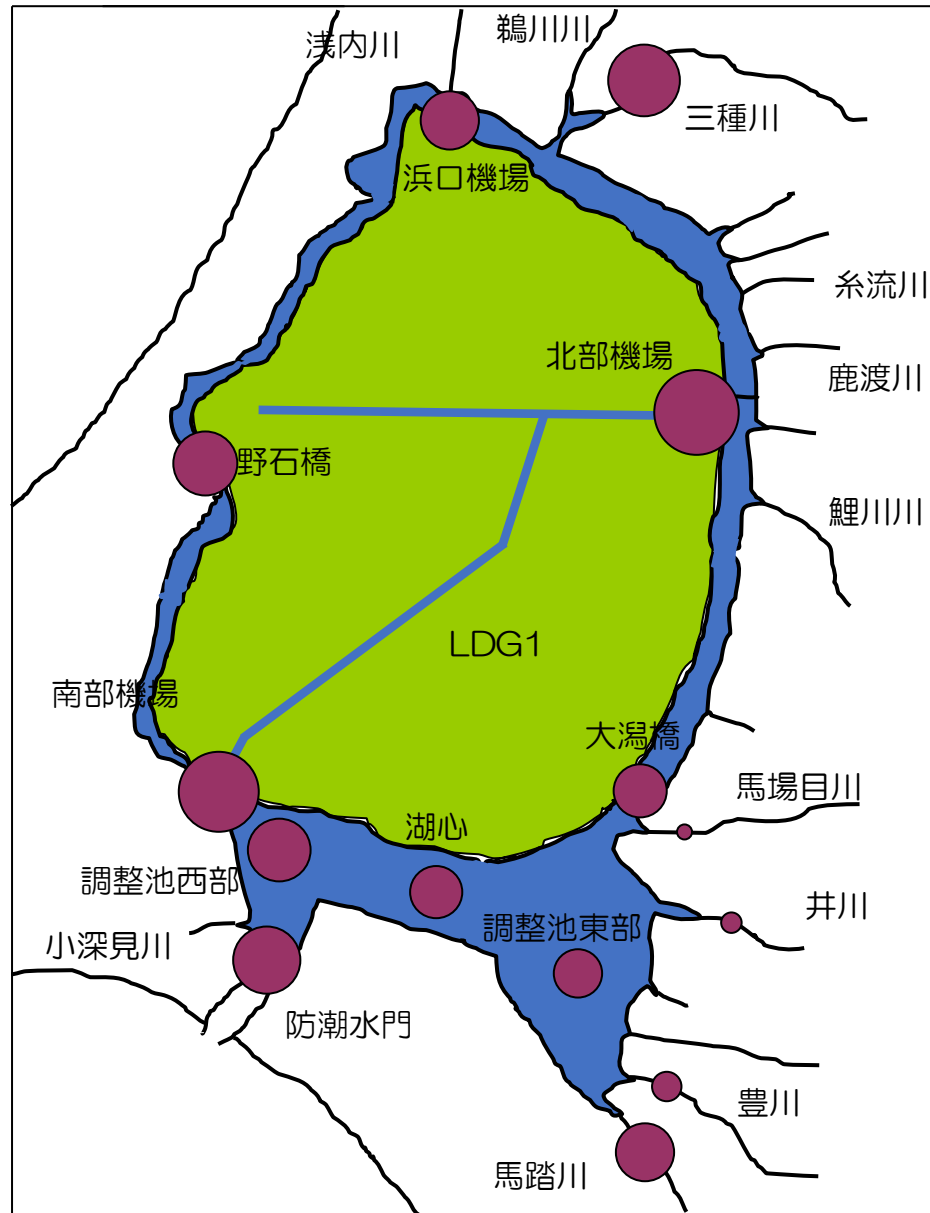 鵜川川
浅内川
三種川
浜口機場
糸流川
北部機場
鹿渡川
野石橋
鯉川川
LDG1
南部機場
大潟橋
馬場目川
湖心
調整池西部
井川
調整池東部
小深見川
防潮水門
豊川
馬踏川